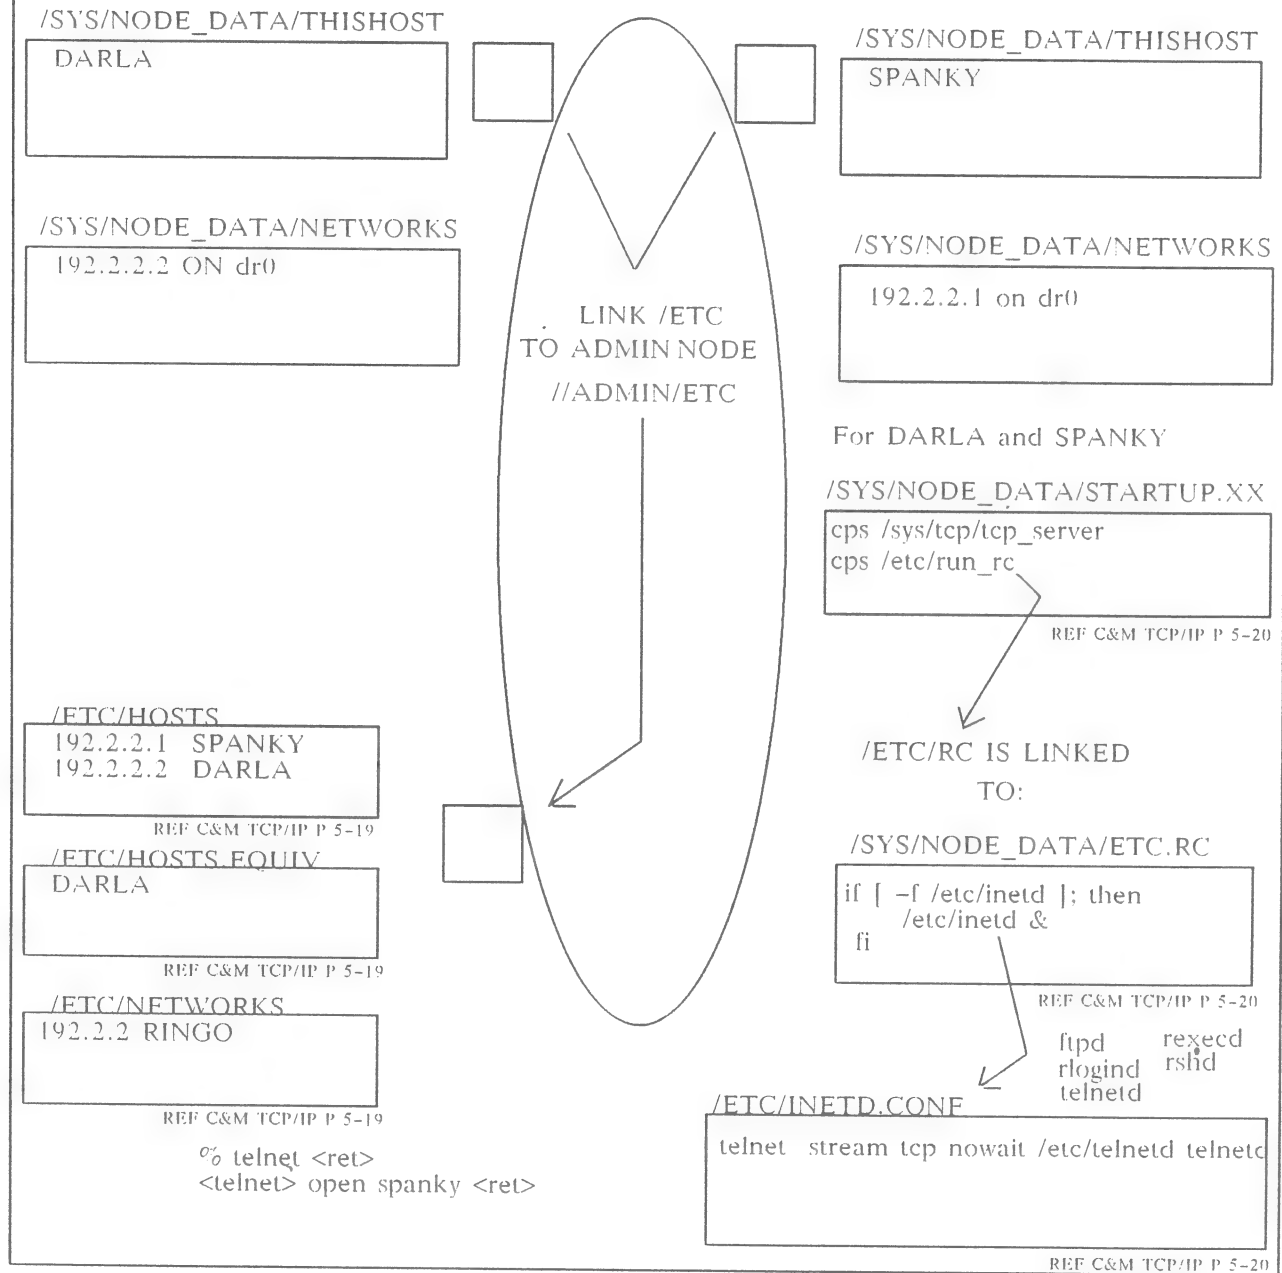 /SYS/NODE_DATA/THISHOST
DARLA
/SYS/NODE_DATA/THISHOST
SPANKY
/SYS/NODE_DATA/NETWORKS
192.2.2.2 ON dr0
/SYS/NODE_DATA/NETWORKS
192.2.2.1 on dr0
LINK /ETC
TO ADMIN NODE
//ADMIN/ETC
For DARLA and SPANKY
/SYS/NODE_DATA/STARTUP.XX
cps /sys/tcp/tcp_server
cps /etc/run_rc
REF C&M TCP/IP P 5-20
/ETC/HOSTS
192.2.2.1 SPANKY
192.2.2.2 DARLA
REF C&M TCP/IP P 5-19
/ETC/HOSTS.EQUIV
DARLA
REF C&M TCP/IP P 5-19
/ETC/NETWORKS
192.2.2 RINGO
REF C&M TCP/IP P 5-19
% telnet <ret>
<telnet> open spanky <ret>
/ETC/RC IS LINKED
TO:
/SYS/NODE_DATA/ETC.RC
if [ -f /etc/inetd ]; then
/etc/inetd &
fi
REF C&M TCP/IP P 5-20
ftpd rexecd
rlogind rshd
telnetd
/ETC/INETD.CONF
telnet stream tcp nowait /etc/telnetd telnetd
REF C&M TCP/IP P 5-20